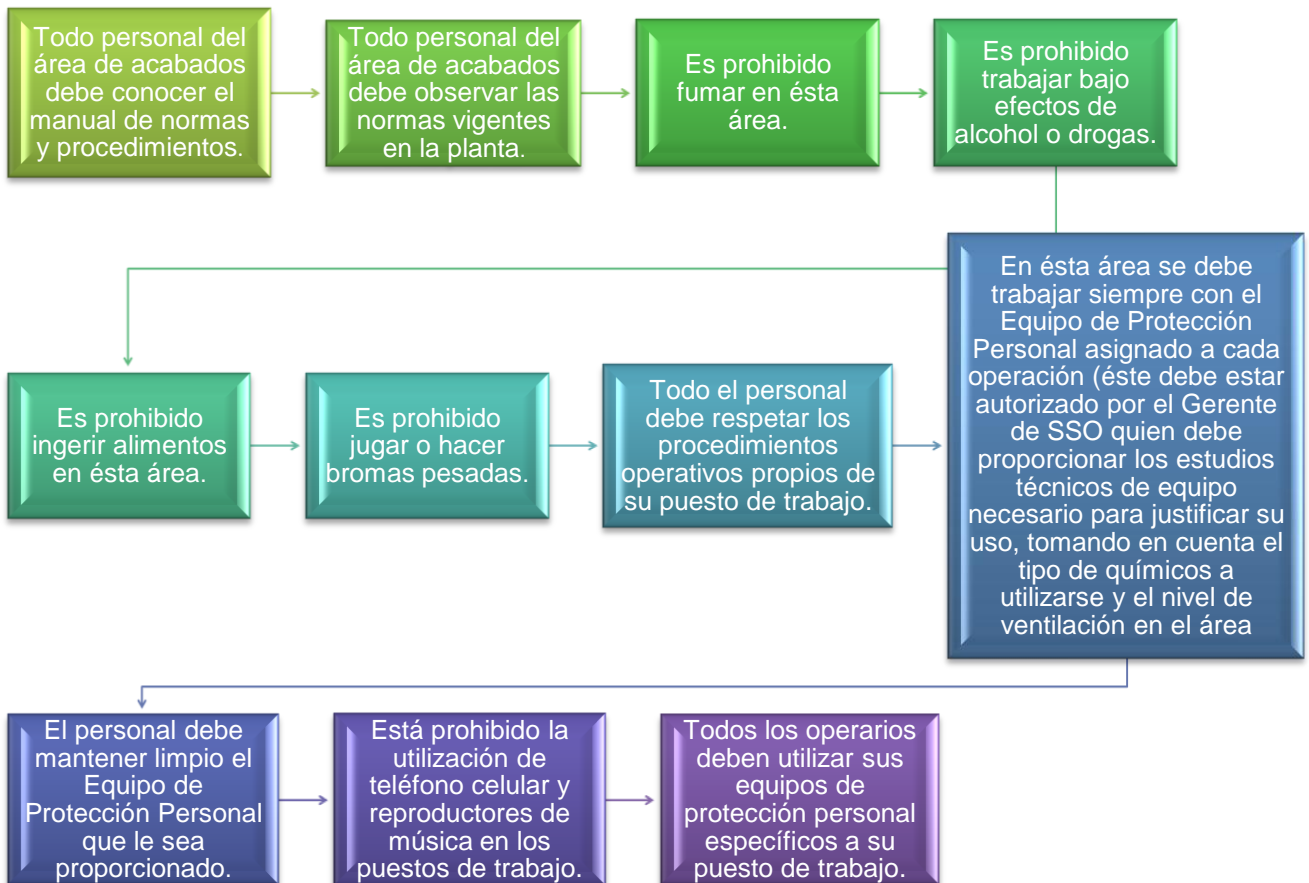 Todo personal del
área de acabados
debe conocer el
manual de normas
y procedimientos.
Todo personal del
área de acabados
debe observar las
normas vigentes
en la planta.
Es prohibido
fumar en ésta
área.
Es prohibido
trabajar bajo
efectos de
alcohol o drogas.
Es prohibido
ingerir alimentos
en ésta área.
Es prohibido
jugar o hacer
bromas pesadas.
Todo el personal
debe respetar los
procedimientos
operativos propios de
su puesto de trabajo.
En ésta área se debe
trabajar siempre con el
Equipo de Protección
Personal asignado a cada
operación (éste debe estar
autorizado por el Gerente
de SSO quien debe
proporcionar los estudios
técnicos de equipo
necesario para justificar su
uso, tomando en cuenta el
tipo de químicos a
utilizarse y el nivel de
ventilación en el área
El personal debe
mantener limpio el
Equipo de
Protección Personal
que le sea
proporcionado.
Está prohibido la
utilización de
teléfono celular y
reproductores de
música en los
puestos de trabajo.
Todos los operarios
deben utilizar sus
equipos de
protección personal
específicos a su
puesto de trabajo.